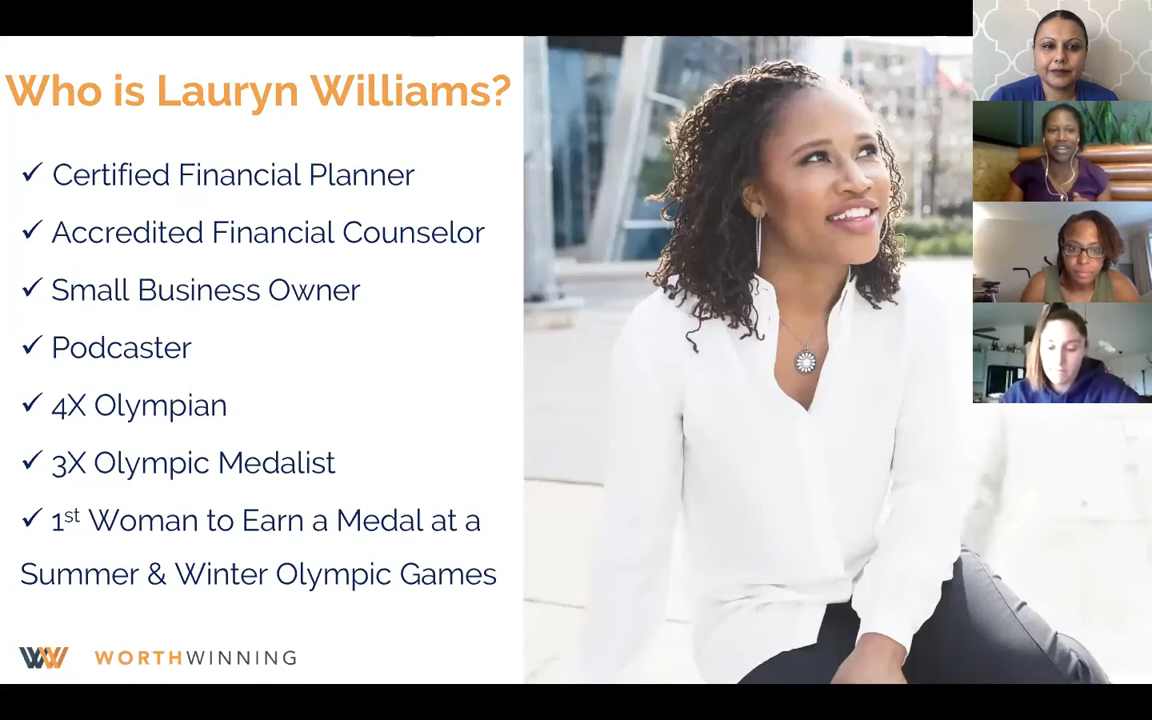 Who is Lauryn Williams?
✓ Certified Financial Planner
✓ Accredited Financial Counselor
✓ Small Business Owner
✓ Podcaster
✓ 4X Olympian
✓ 3X Olympic Medalist
✓ 1st Woman to Earn a Medal at a
Summer & Winter Olympic Games
WW WORTHWINNING